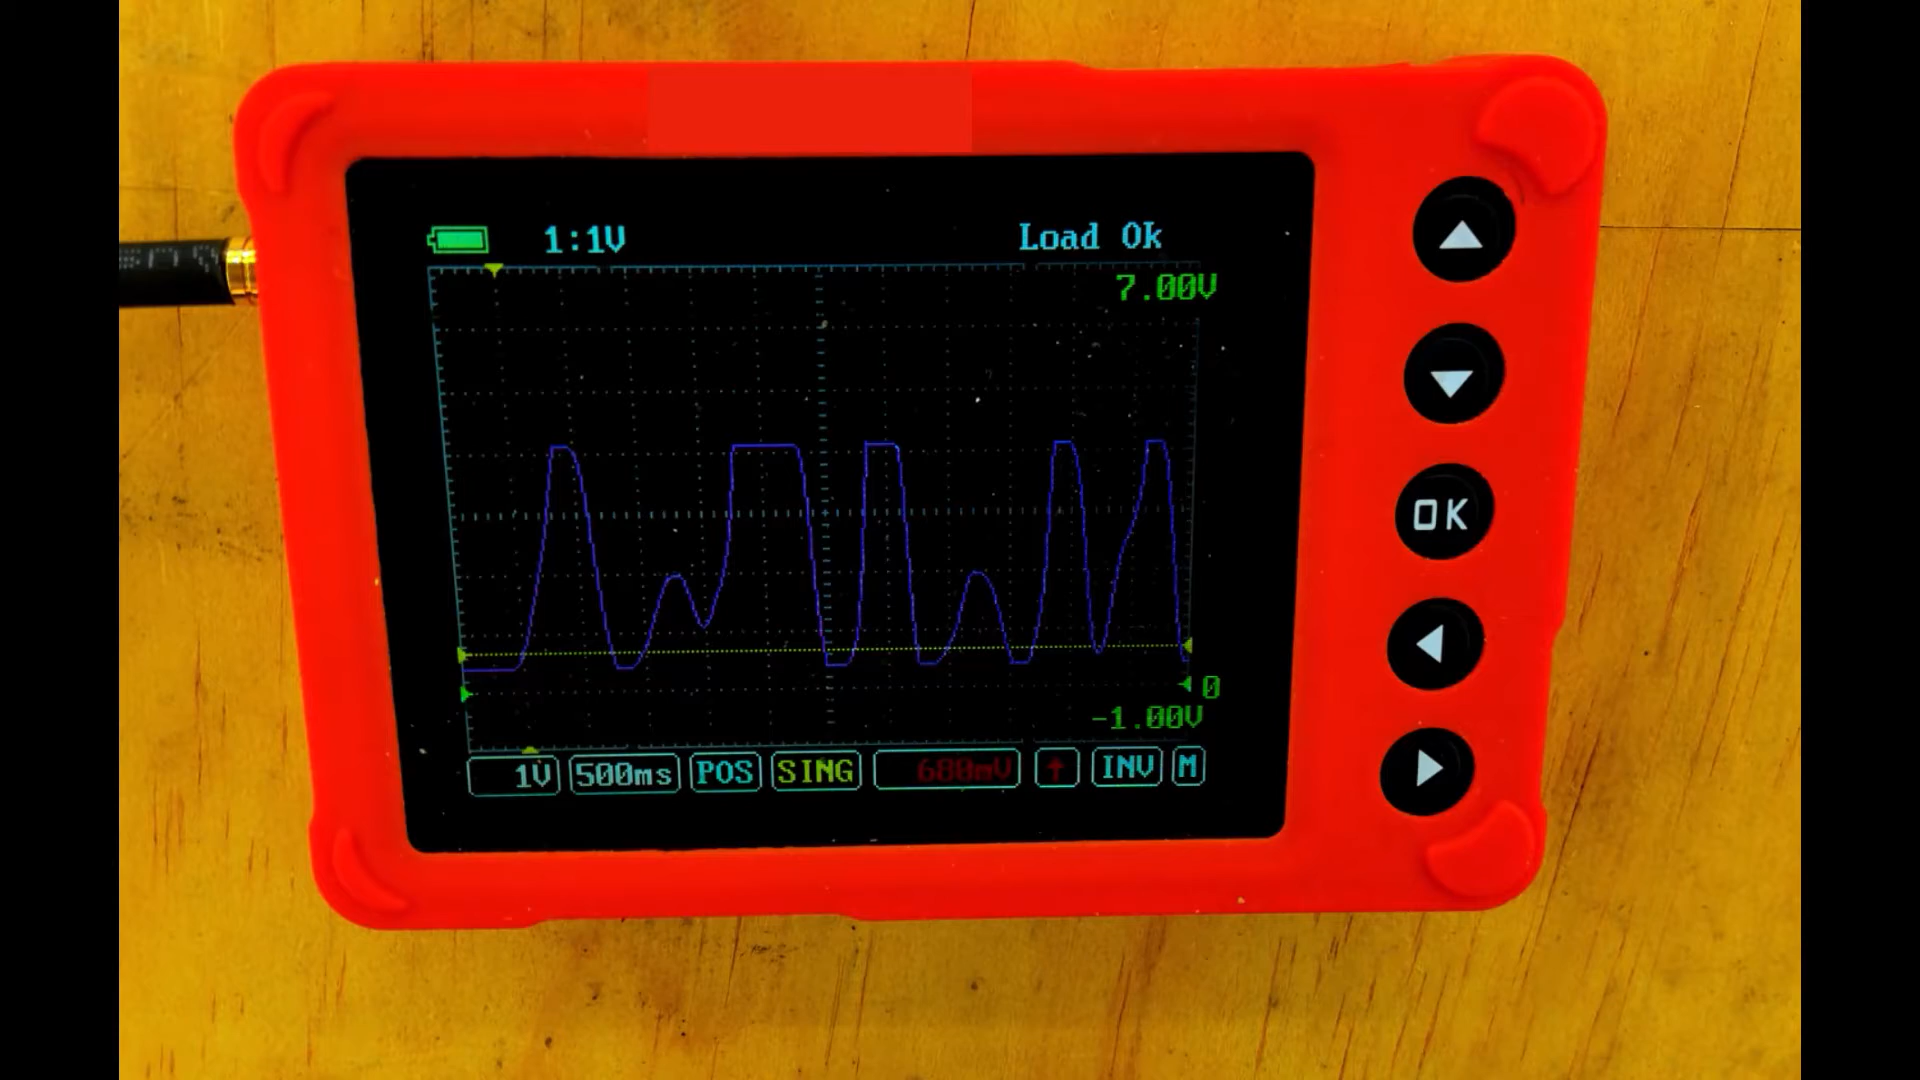 1:1V Load Ok
7.00V
OK
0
-1.00V
1V 500ms POS SING 680mV ↑ INV M